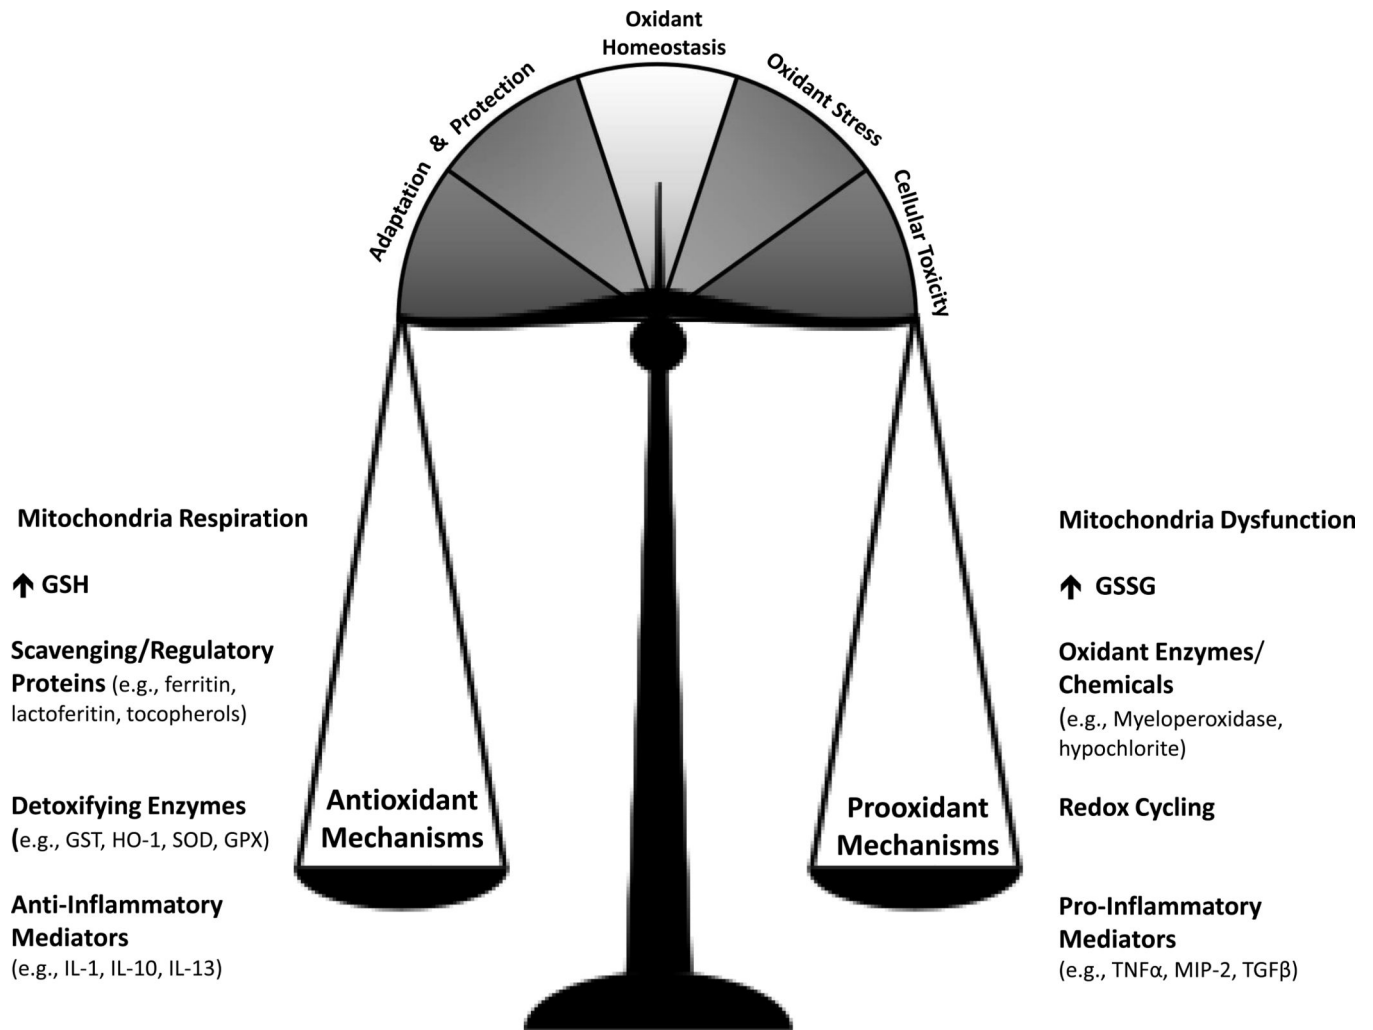 Oxidant
Homeostasis
Adaptation & Protection
Oxidant Stress
Cellular Toxicity
Mitochondria Respiration
↑ GSH
Scavenging/Regulatory
Proteins (e.g., ferritin,
lactoferitin, tocopherols)
Detoxifying Enzymes
(e.g., GST, HO-1, SOD, GPX)
Anti-Inflammatory
Mediators
(e.g., IL-1, IL-10, IL-13)
Antioxidant
Mechanisms
Prooxidant
Mechanisms
Mitochondria Dysfunction
↑ GSSG
Oxidant Enzymes/
Chemicals
(e.g., Myeloperoxidase,
hypochlorite)
Redox Cycling
Pro-Inflammatory
Mediators
(e.g., TNFα, MIP-2, TGFβ)